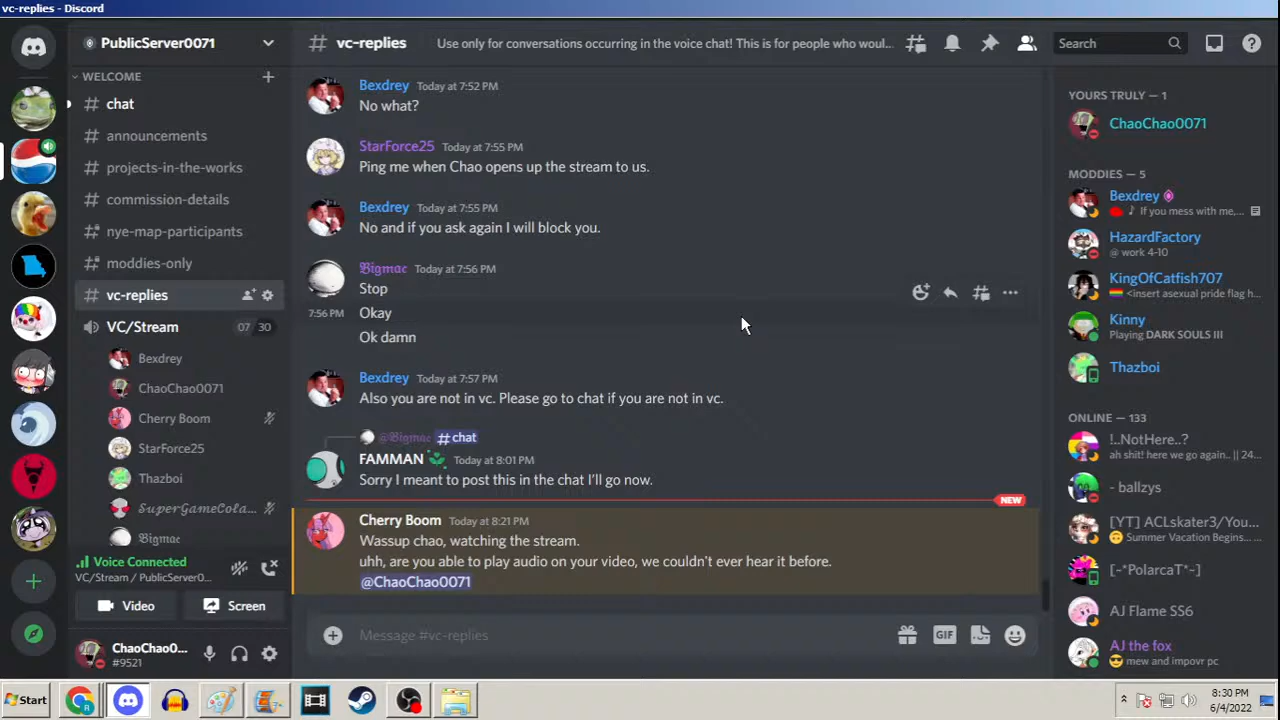 vc-replies - Discord
PublicServer0071
WELCOME
chat
announcements
projects-in-the-works
commission-details
nye-map-participants
moddies-only
vc-replies
VC/Stream
07 30
Bexdrey
ChaoChao0071
Cherry Boom
StarForce25
Thazboi
SuperGameCola...
Bigmac
Voice Connected
VC/Stream / PublicServer0...
Video
Screen
ChaoChao0...
#9521
# vc-replies
Use only for conversations occurring in the voice chat! This is for people who woul...
Search
Bexdrey Today at 7:52 PM
No what?
StarForce25 Today at 7:55 PM
Ping me when Chao opens up the stream to us.
Bexdrey Today at 7:55 PM
No and if you ask again I will block you.
Bigmac Today at 7:56 PM
Stop
7:56 PM Okay
Ok damn
Bexdrey Today at 7:57 PM
Also you are not in vc. Please go to chat if you are not in vc.
@Bigmac # chat
FAMMAN Today at 8:01 PM
Sorry I meant to post this in the chat I'll go now.
NEW
Cherry Boom Today at 8:21 PM
Wassup chao, watching the stream.
uhh, are you able to play audio on your video, we couldn't ever hear it before.
@ChaoChao0071
Message #vc-replies
GIF
YOURS TRULY — 1
ChaoChao0071
MODDIES — 5
Bexdrey
If you mess with me,...
HazardFactory
@ work 4-10
KingOfCatfish707
<insert asexual pride flag h...
Kinny
Playing DARK SOULS III
Thazboi
ONLINE — 133
!..NotHere..?
ah shit! here we go again.. || 24...
- ballzys
[YT] ACLskater3/You...
Summer Vacation Begins...
[-*PolarcaT*~]
AJ Flame SS6
AJ the fox
mew and impovr pc
Start
8:30 PM
6/4/2022